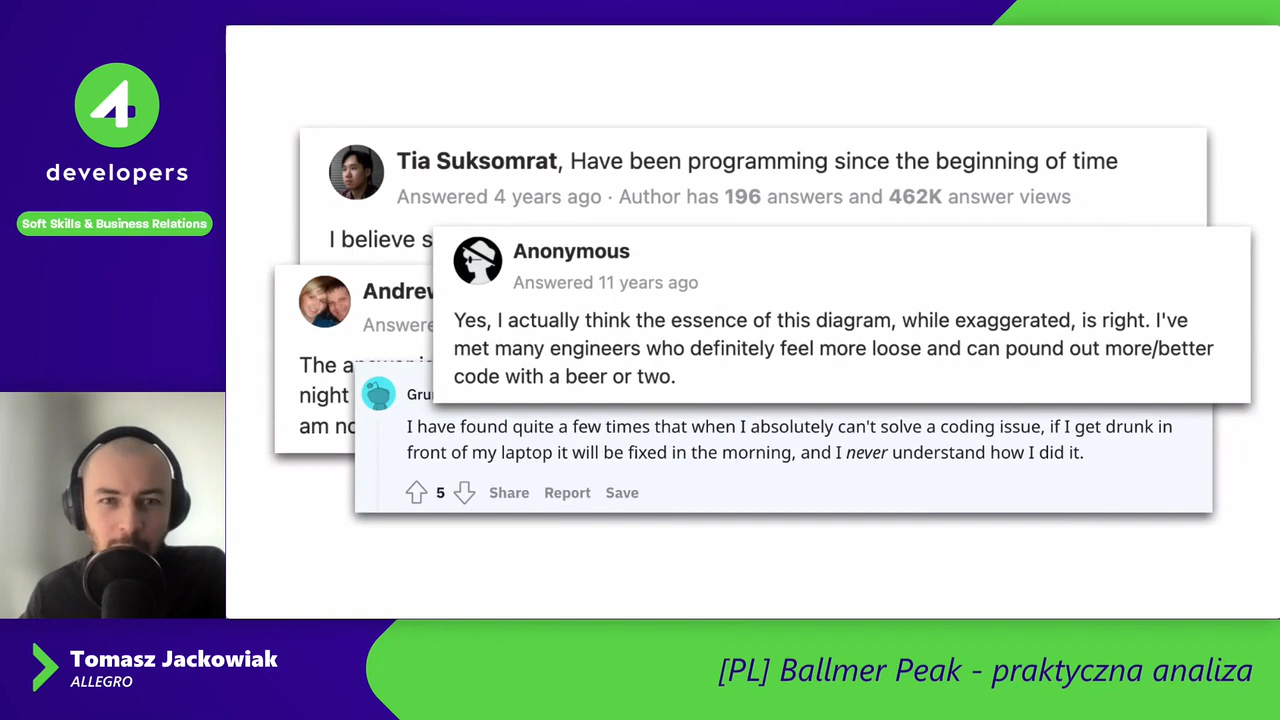 4
developers
Soft Skills & Business Relations
Tia Suksomrat, Have been programming since the beginning of time
Answered 4 years ago · Author has 196 answers and 462K answer views
I believe s
Anonymous
Answered 11 years ago
Yes, I actually think the essence of this diagram, while exaggerated, is right. I've
met many engineers who definitely feel more loose and can pound out more/better
code with a beer or two.
Andrew
Answere
The
night
am
I have found quite a few times that when I absolutely can't solve a coding issue, if I get drunk in
front of my laptop it will be fixed in the morning, and I never understand how I did it.
5 Share Report Save
Tomasz Jackowiak
ALLEGRO
[PL] Ballmer Peak - praktyczna analiza